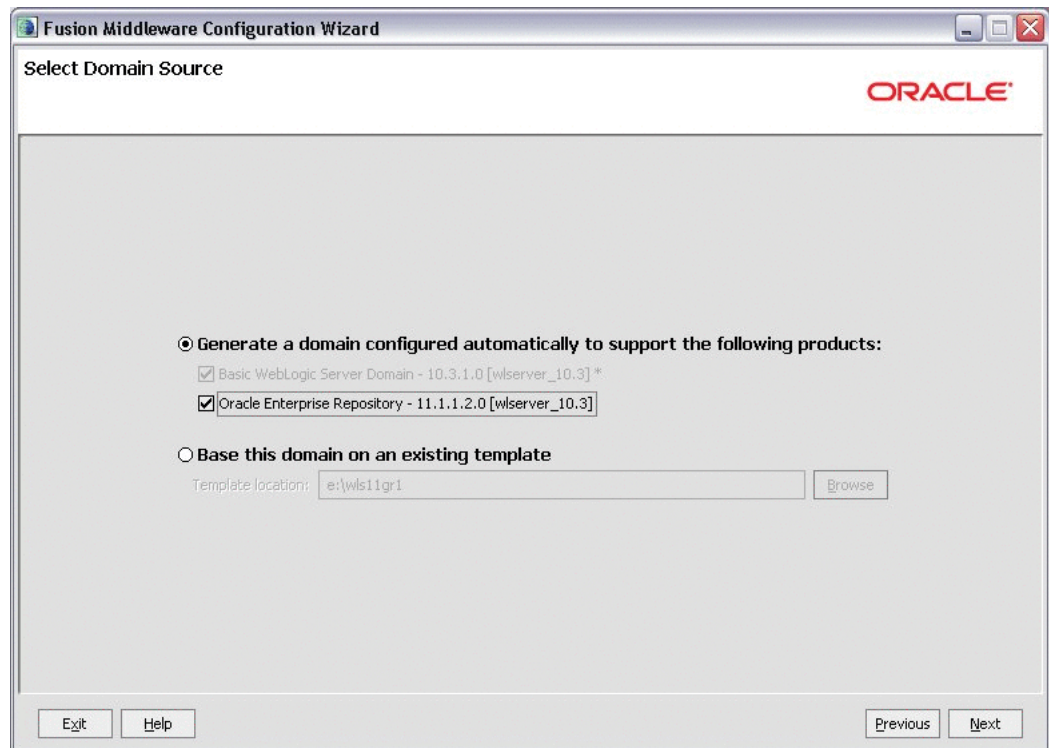 Fusion Middleware Configuration Wizard
Select Domain Source
ORACLE
Generate a domain configured automatically to support the following products:
Basic WebLogic Server Domain - 10.3.1.0 [wlserver_10.3] *
Oracle Enterprise Repository - 11.1.1.2.0 [wlserver_10.3]
Base this domain on an existing template
Template location: e:\wls11gr1 Browse
Exit Help Previous Next